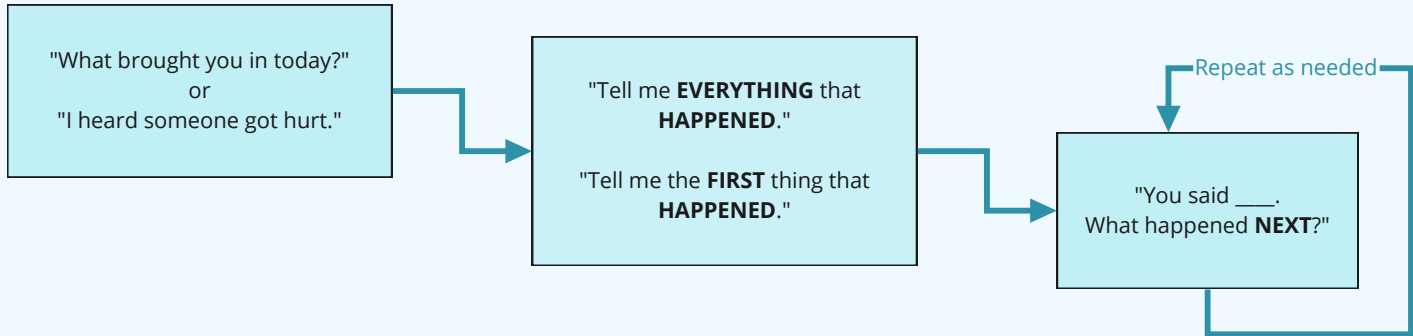 "What brought you in today?"
or
"I heard someone got hurt."
"Tell me EVERYTHING that
HAPPENED."
"Tell me the FIRST thing that
HAPPENED."
Repeat as needed
"You said ____.
What happened NEXT?"